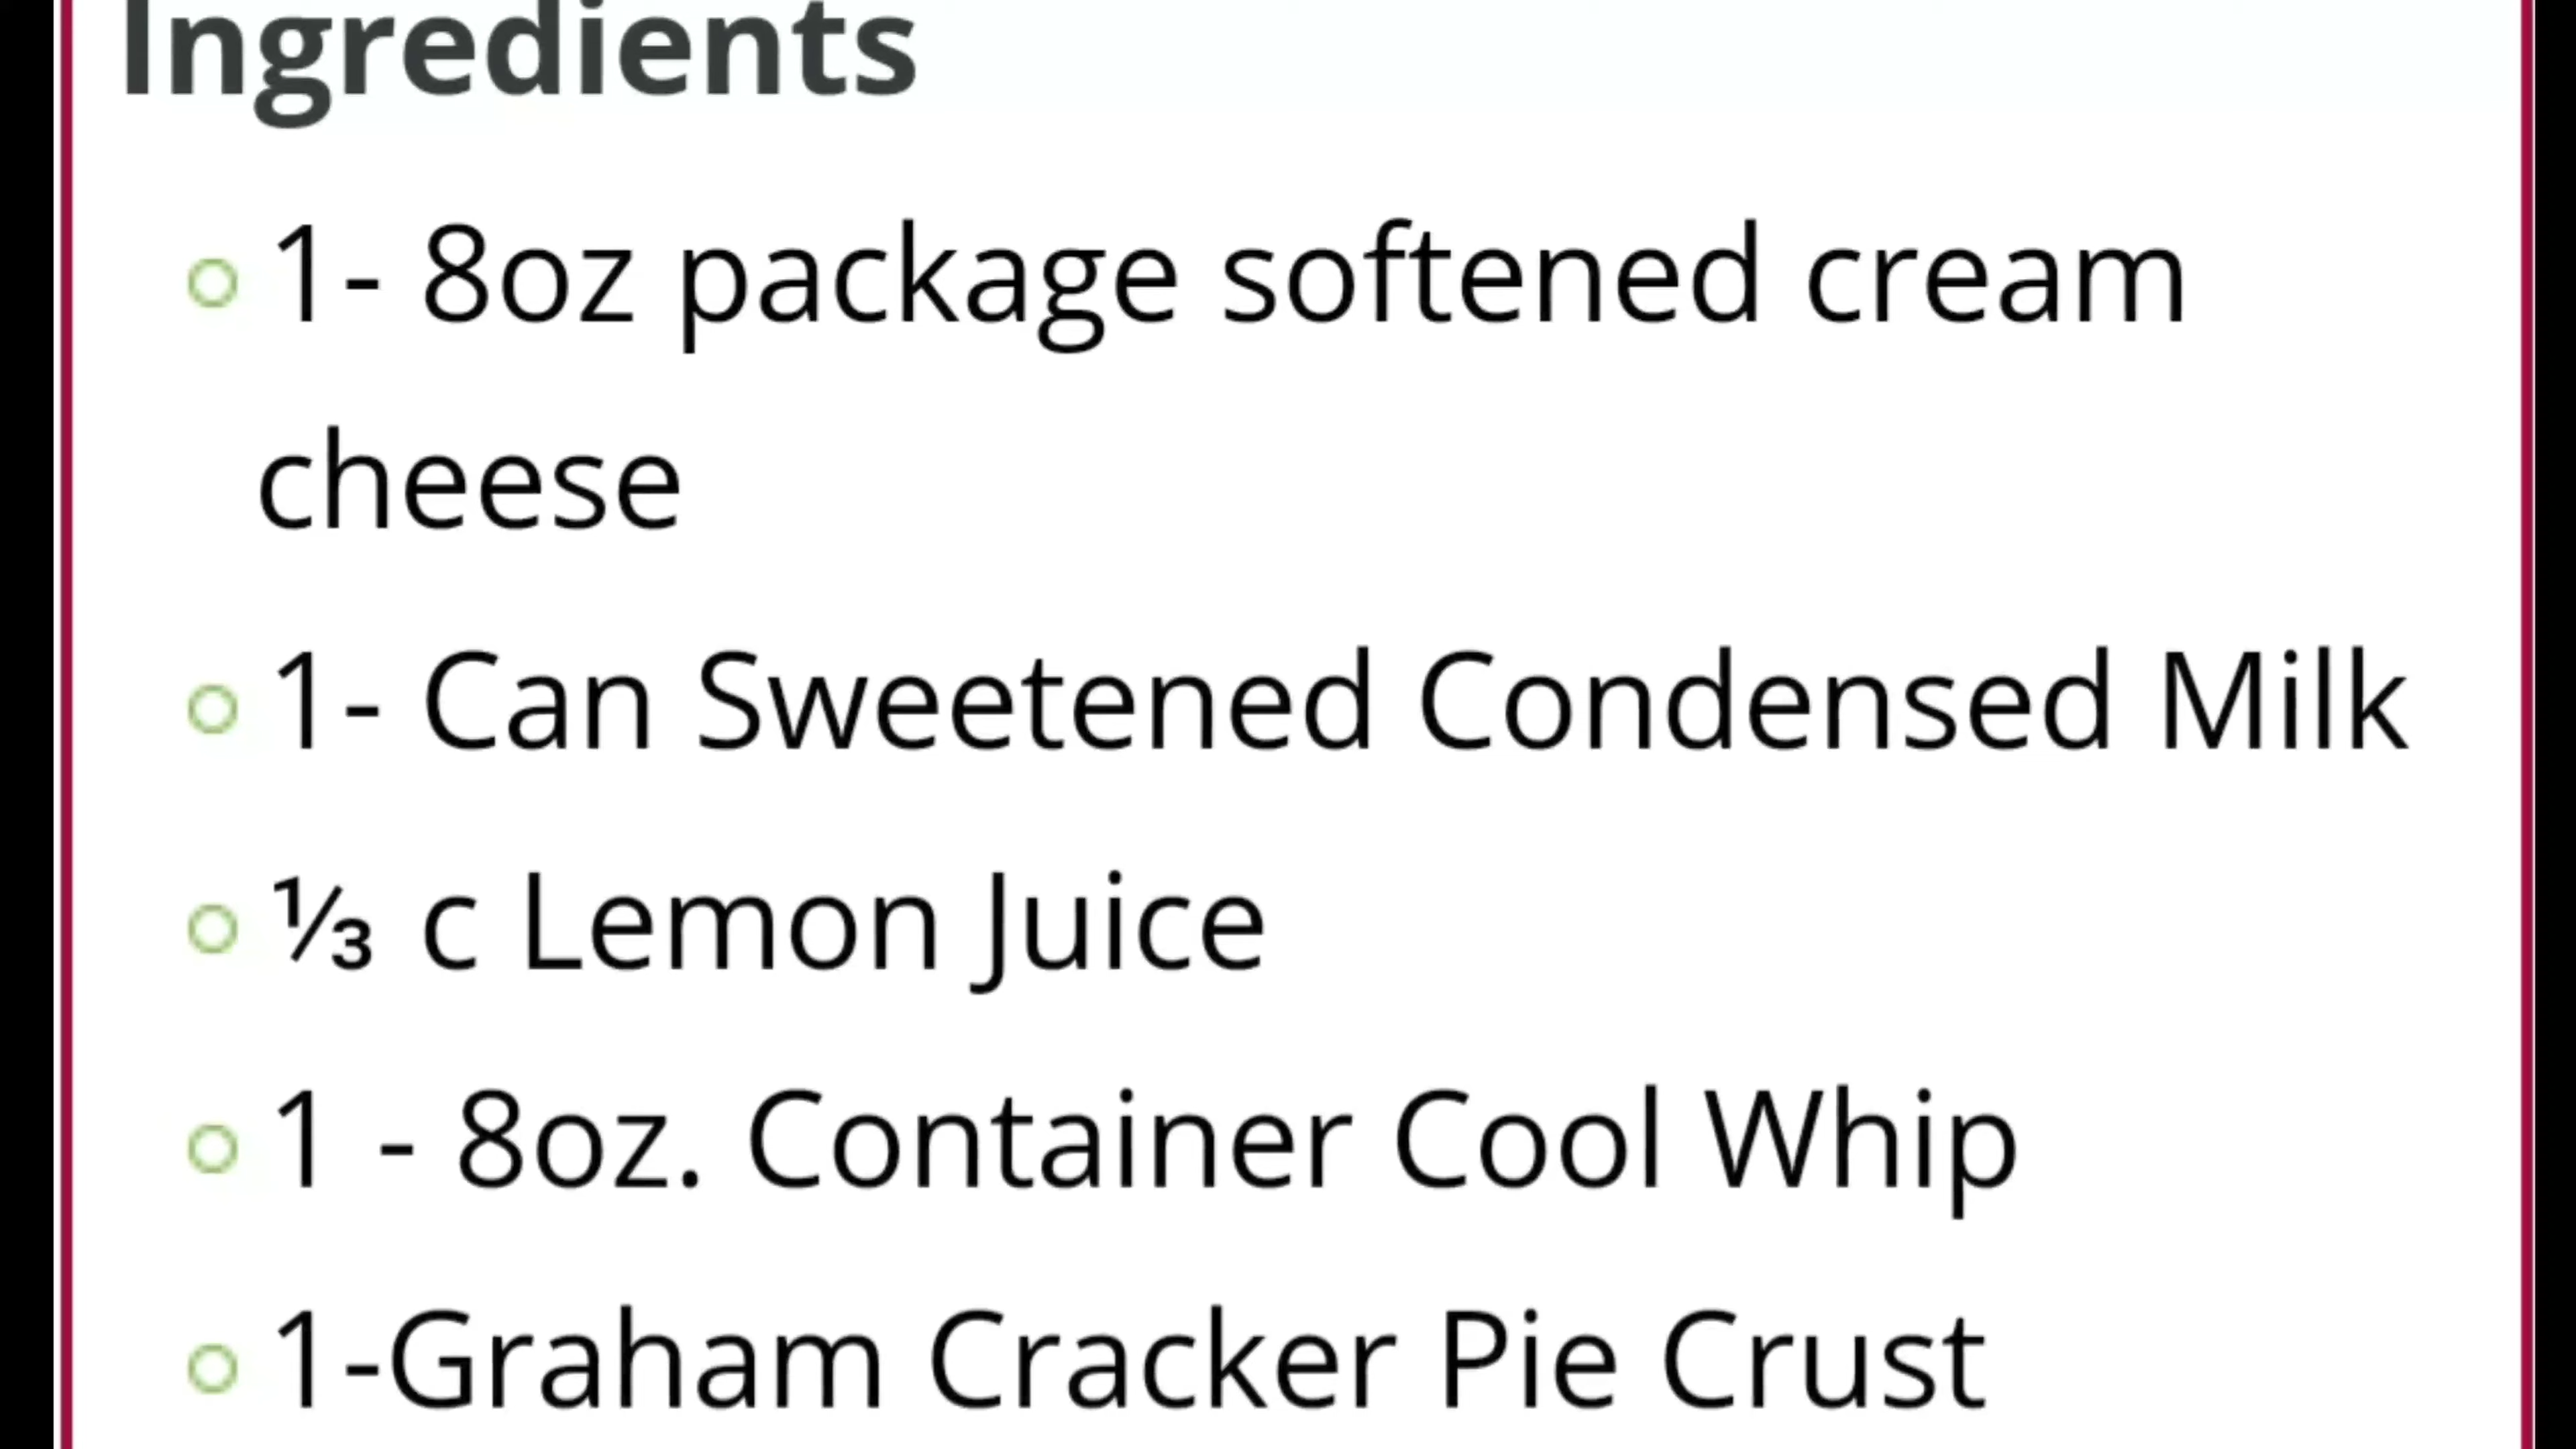 Ingredients
1- 8oz package softened cream
cheese
1- Can Sweetened Condensed Milk
⅓ c Lemon Juice
1 - 8oz. Container Cool Whip
1-Graham Cracker Pie Crust